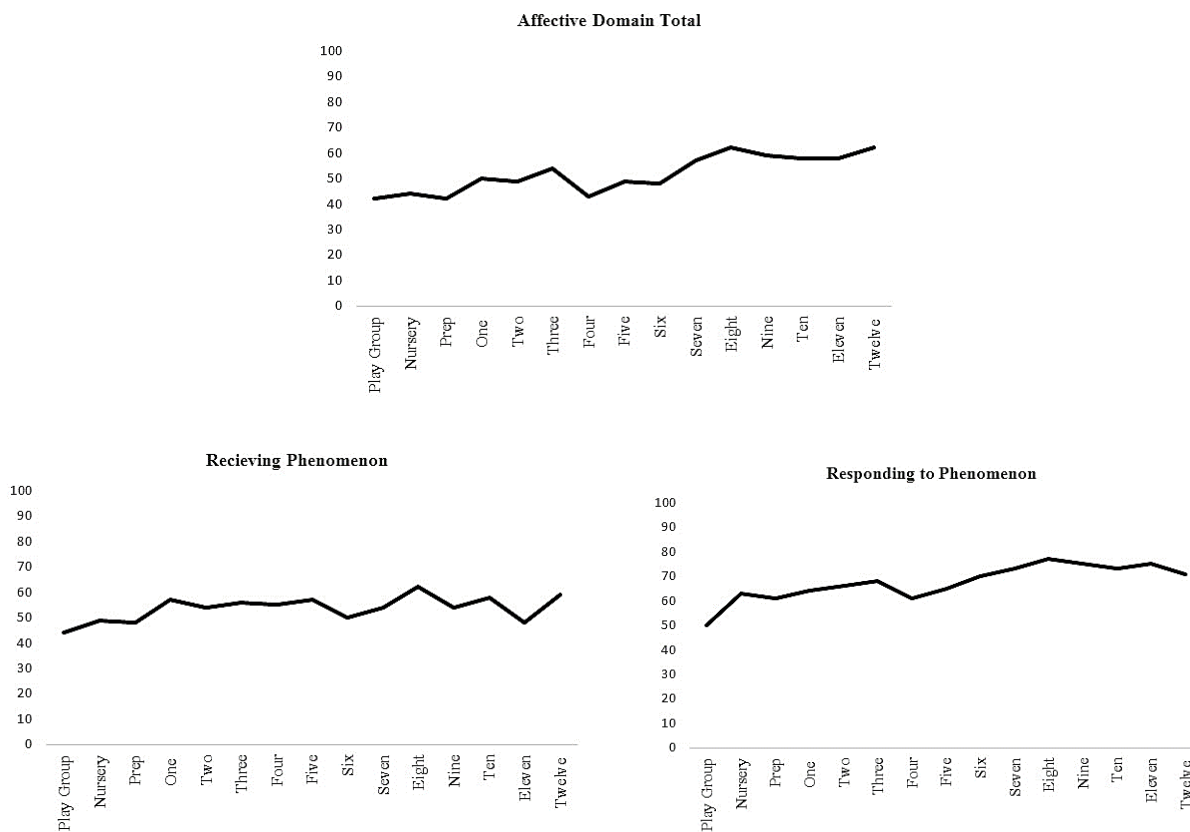 Affective Domain Total
100
90
80
70
60
50
40
30
20
10
0
Play Group
Nursery
Prep
One
Two
Three
Four
Five
Six
Seven
Eight
Nine
Ten
Eleven
Twelve
Recieving Phenomenon
100
90
80
70
60
50
40
30
20
10
0
Play Group
Nursery
Prep
One
Two
Three
Four
Five
Six
Seven
Eight
Nine
Ten
Eleven
Twelve
Responding to Phenomenon
100
90
80
70
60
50
40
30
20
10
0
Play Group
Nursery
Prep
One
Two
Three
Four
Five
Six
Seven
Eight
Nine
Ten
Eleven
Twelve